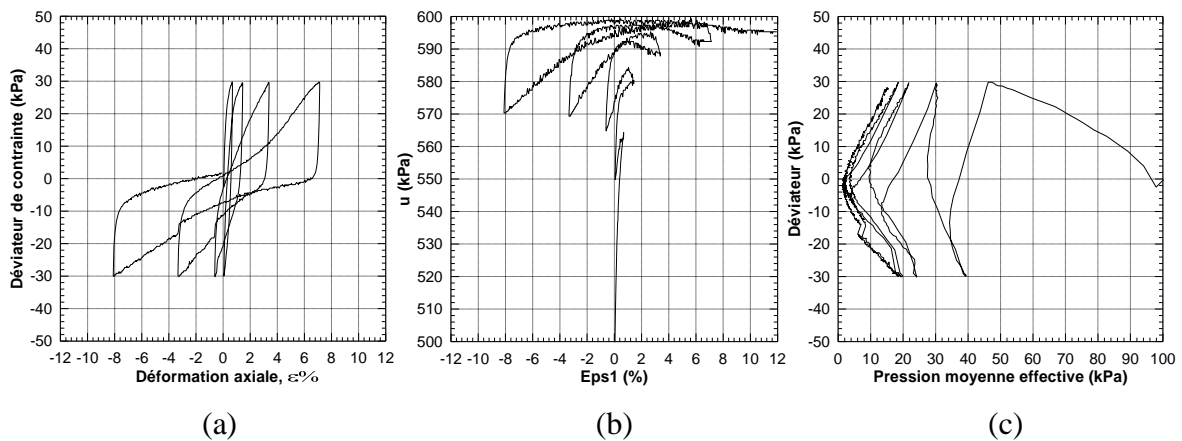 50
40
30
20
10
0
-10
-20
-30
-40
-50
Déviateur de contrainte (kPa)
-12 -10 -8 -6 -4 -2 0 2 4 6 8 10 12
Déformation axiale, ε%
(a)
600
590
580
570
560
550
540
530
520
510
500
u (kPa)
-12 -10 -8 -6 -4 -2 0 2 4 6 8 10 12
Eps1 (%)
(b)
50
40
30
20
10
0
-10
-20
-30
-40
-50
Déviateur (kPa)
0 10 20 30 40 50 60 70 80 90 100
Pression moyenne effective (kPa)
(c)